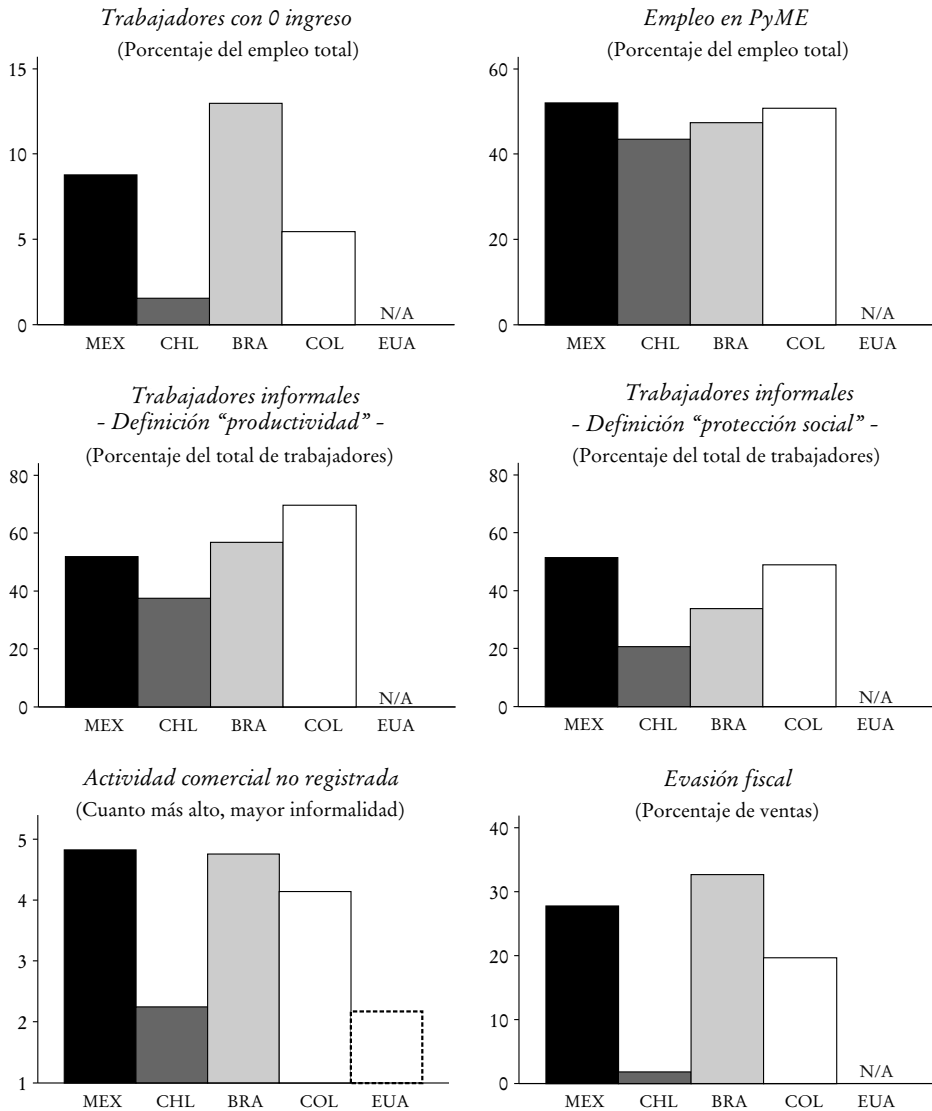 Trabajadores con 0 ingreso
(Porcentaje del empleo total)
15
10
5
0
N/A
MEX CHL BRA COL EUA
Empleo en PyME
(Porcentaje del empleo total)
60
40
20
0
N/A
MEX CHL BRA COL EUA
Trabajadores informales
- Definición “productividad” -
(Porcentaje del total de trabajadores)
80
60
40
20
0
N/A
MEX CHL BRA COL EUA
Trabajadores informales
- Definición “protección social” -
(Porcentaje del total de trabajadores)
80
60
40
20
0
N/A
MEX CHL BRA COL EUA
Actividad comercial no registrada
(Cuanto más alto, mayor informalidad)
5
4
3
2
1
MEX CHL BRA COL EUA
Evasión fiscal
(Porcentaje de ventas)
40
30
20
10
0
N/A
MEX CHL BRA COL EUA